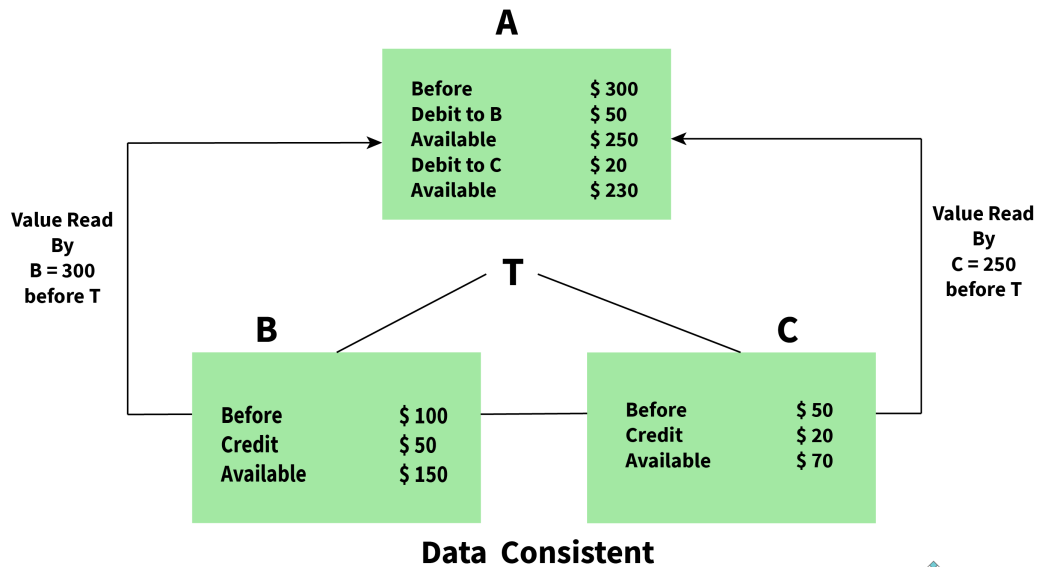 A
Before $ 300
Debit to B $ 50
Available $ 250
Debit to C $ 20
Available $ 230
Value Read
By
B = 300
before T
Value Read
By
C = 250
before T
T
B
C
Before $ 100
Credit $ 50
Available $ 150
Before $ 50
Credit $ 20
Available $ 70
Data Consistent